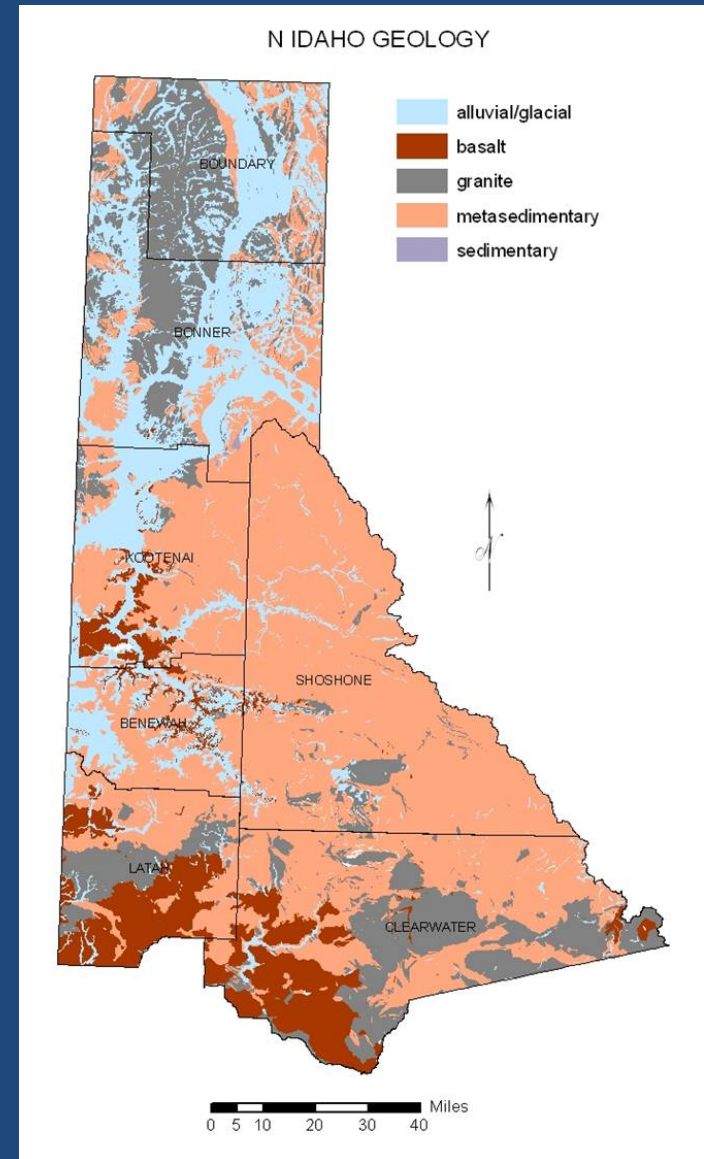 N IDAHO GEOLOGY
alluvial/glacial
basalt
granite
metasedimentary
sedimentary
BOUNDARY
BONNER
N
KOOTENAI
SHOSHONE
BENEWAH
LATAH
CLEARWATER
Miles
0 5 10 20 30 40